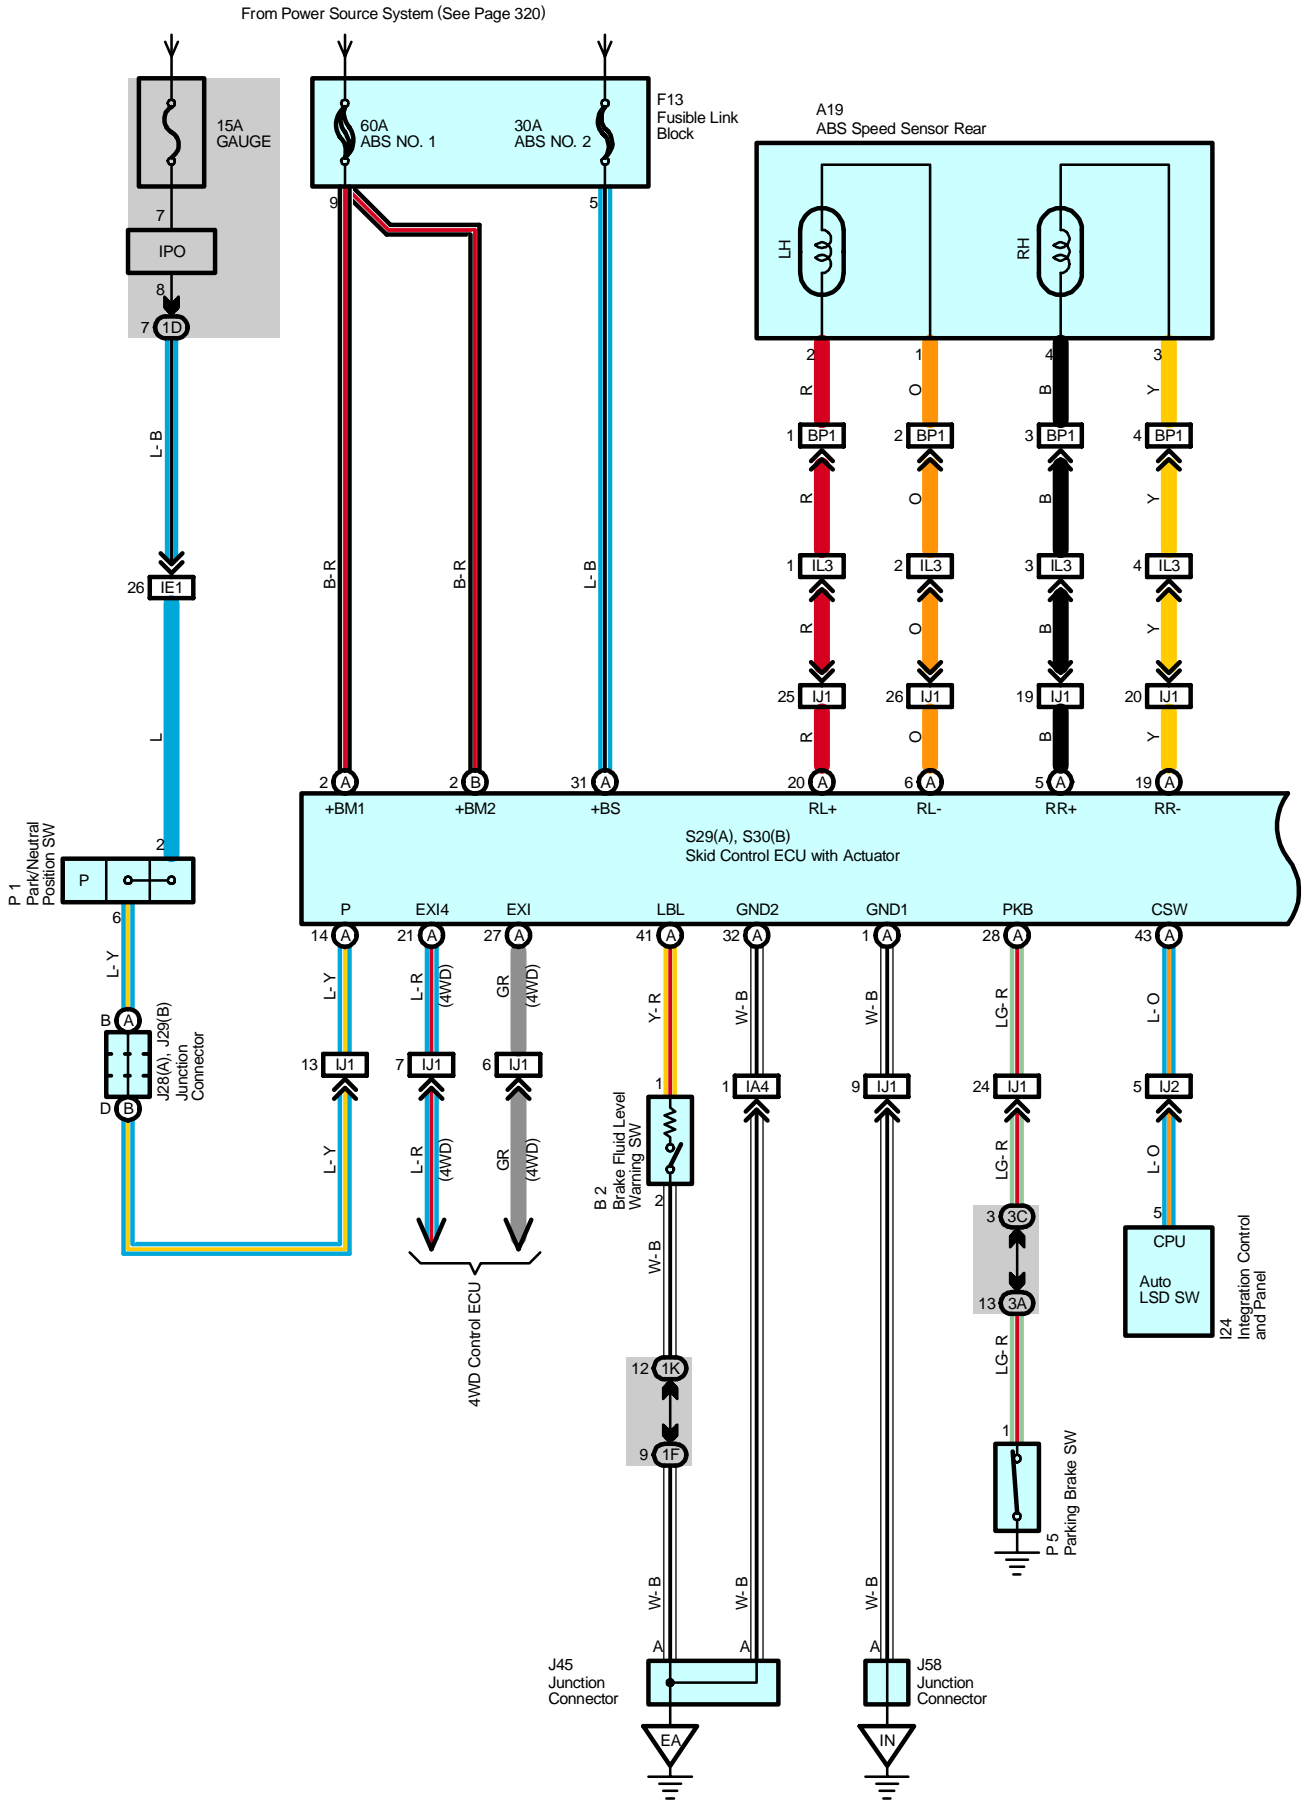 From Power Source System (See Page 320)
15A
GAUGE
7
IPO
8
7 1D
60A
ABS NO. 1
30A
ABS NO. 2
F13
Fusible Link
Block
9
5
A19
ABS Speed Sensor Rear
LH
RH
2
1
4
3
R
O
B
Y
1 BP1
2 BP1
3 BP1
4 BP1
L- B
B- R
B- R
L- B
R
O
B
Y
26 IE1
1 IL3
2 IL3
3 IL3
4 IL3
R
O
B
Y
25 IJ1
26 IJ1
19 IJ1
20 IJ1
L
R
O
B
Y
2 A
2 B
31 A
20 A
6 A
5 A
19 A
+BM1
+BM2
+BS
RL+
RL-
RR+
RR-
S29(A), S30(B)
Skid Control ECU with Actuator
P 1
Park/Neutral
Position SW
2
P
6
P
EXI4
EXI
LBL
GND2
GND1
PKB
CSW
14 A
21 A
27 A
41 A
32 A
1 A
28 A
43 A
L- Y
L- Y
L- R
(4WD)
GR
(4WD)
Y- R
W- B
W- B
LG- R
L- O
B A
J28(A), J29(B)
Junction
Connector
D B
13 IJ1
7 IJ1
6 IJ1
1
1 IA4
9 IJ1
24 IJ1
5 IJ2
L- Y
L- R
(4WD)
GR
(4WD)
B 2
Brake Fluid Level
Warning SW
2
LG- R
L- O
3 3C
5
CPU
Auto
LSD SW
I24
Integration Control
and Panel
W- B
4WD Control ECU
13 3A
LG- R
12 1K
9 1F
1
P 5
Parking Brake SW
W- B
W- B
W- B
A
A
A
J45
Junction
Connector
J58
Junction
Connector
EA
IN